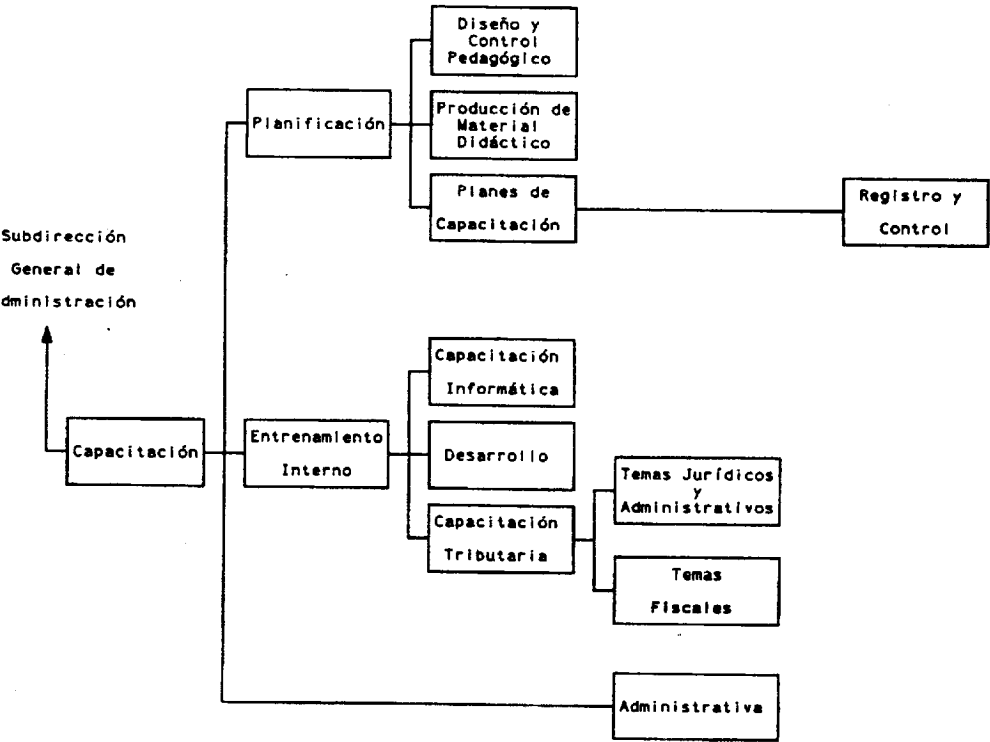 Diseño y
Control
Pedagógico
Planificación
Producción de
Material
Didáctico
Planes de
Capacitación
Registro y
Control
Subdirección
General de
dministración
Capacitación
Informática
Capacitación
Entrenamiento
Interno
Desarrollo
Temas Jurídicos
y
Administrativos
Capacitación
Tributaria
Temas
Fiscales
Administrativa